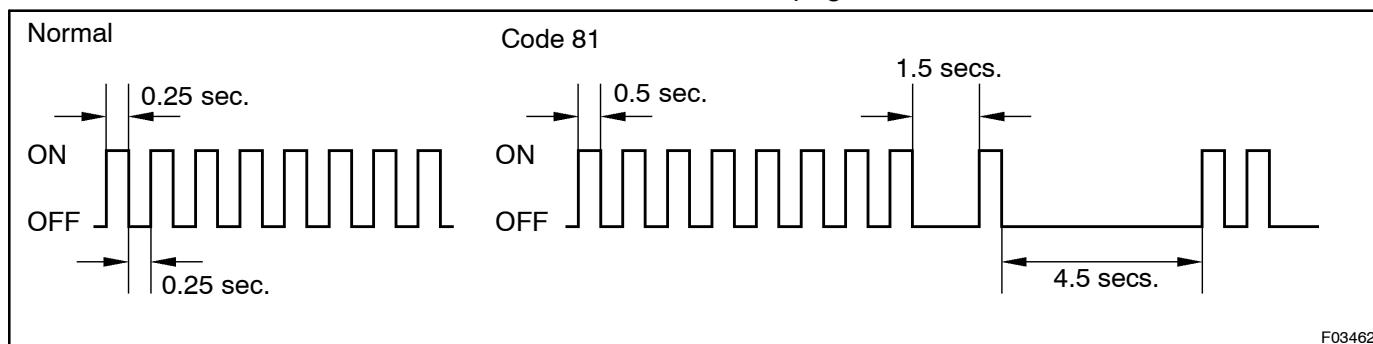 Normal
Code 81
0.25 sec.
0.5 sec.
1.5 secs.
ON
ON
OFF
OFF
0.25 sec.
4.5 secs.
F03462